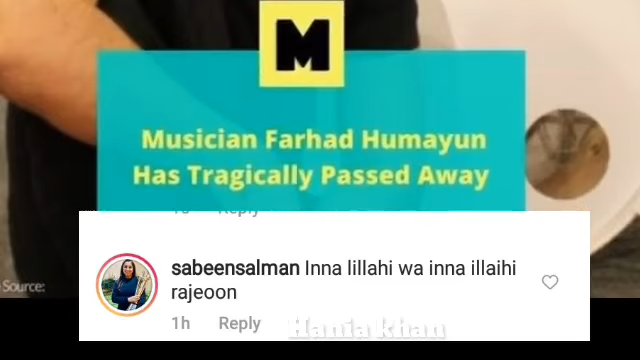 M
Musician Farhad Humayun
Has Tragically Passed Away
Reply
Source:
sabeensalman Inna lillahi wa inna illaihi
rajeoon
1h Reply
Hania khan